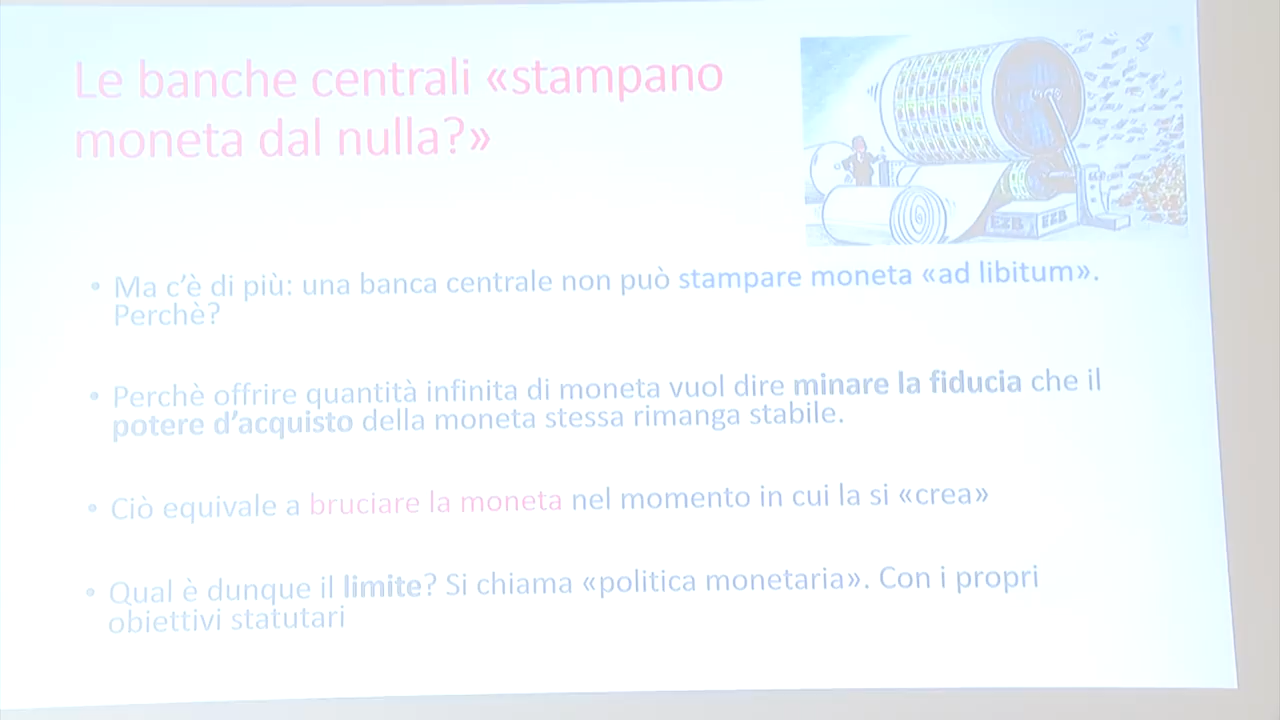 Le banche centrali «stampano
moneta dal nulla?»
EZB EZB
• Ma c'è di più: una banca centrale non può stampare moneta «ad libitum».
Perchè?
• Perchè offrire quantità infinita di moneta vuol dire minare la fiducia che il
potere d'acquisto della moneta stessa rimanga stabile.
• Ciò equivale a bruciare la moneta nel momento in cui la si «crea»
• Qual è dunque il limite? Si chiama «politica monetaria». Con i propri
obiettivi statutari